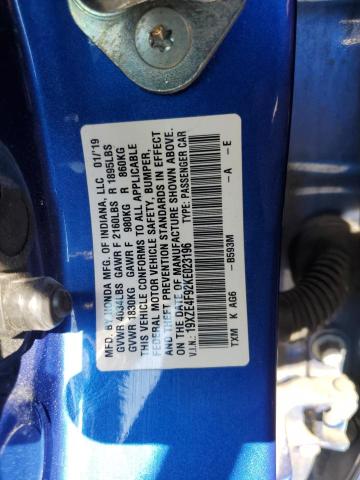 MFD. BY HONDA MFG. OF INDIANA, LLC 01/'19
GVWR 4034LBS GAWR F 2160LBS R 1895LBS
GVWR 1830KG GAWR F 980KG R 860KG
THIS VEHICLE CONFORMS TO ALL APPLICABLE
FEDERAL MOTOR VEHICLE SAFETY, BUMPER,
AND THEFT PREVENTION STANDARDS IN EFFECT
ON THE DATE OF MANUFACTURE SHOWN ABOVE.
V.I.N.: 19XZE4F92KE023196 TYPE: PASSENGER CAR
TXM K AG6 -B593M -A -E